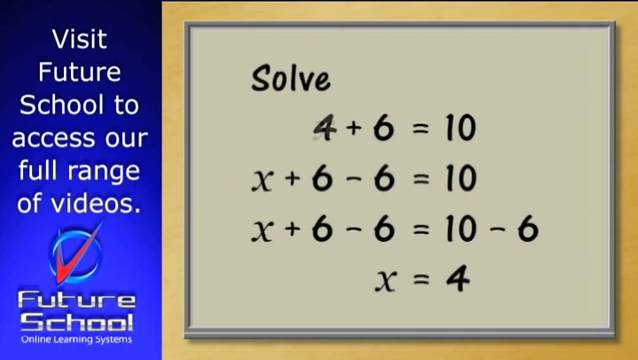 Visit
Future
School to
access our
full range
of videos.
Future
School
Online Learning Systems
Solve
4 + 6 = 10
x + 6 - 6 = 10
x + 6 - 6 = 10 - 6
x = 4